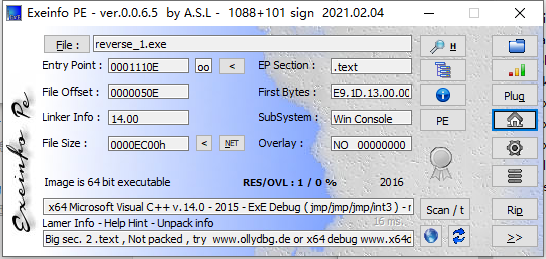 Exeinfo PE - ver.0.0.6.5 by A.S.L - 1088+101 sign 2021.02.04
File : reverse_1.exe H
Entry Point : 0001110E oo < EP Section : .text
File Offset : 0000050E First Bytes : E9.1D.13.00.00 Plug
Linker Info : 14.00 SubSystem : Win Console PE
File Size : 0000EC00h < NET Overlay : NO 00000000
Image is 64 bit executable RES/OVL : 1 / 0 % 2016
x64 Microsoft Visual C++ v.14.0 - 2015 - ExE Debug ( jmp/jmp/jmp/int3 ) - Scan / t Rip
Lamer Info - Help Hint - Unpack info 16 ms.
Big sec. 2 .text , Not packed , try www.ollydbg.de or x64 debug www.x64d >>
Exeinfo Pe